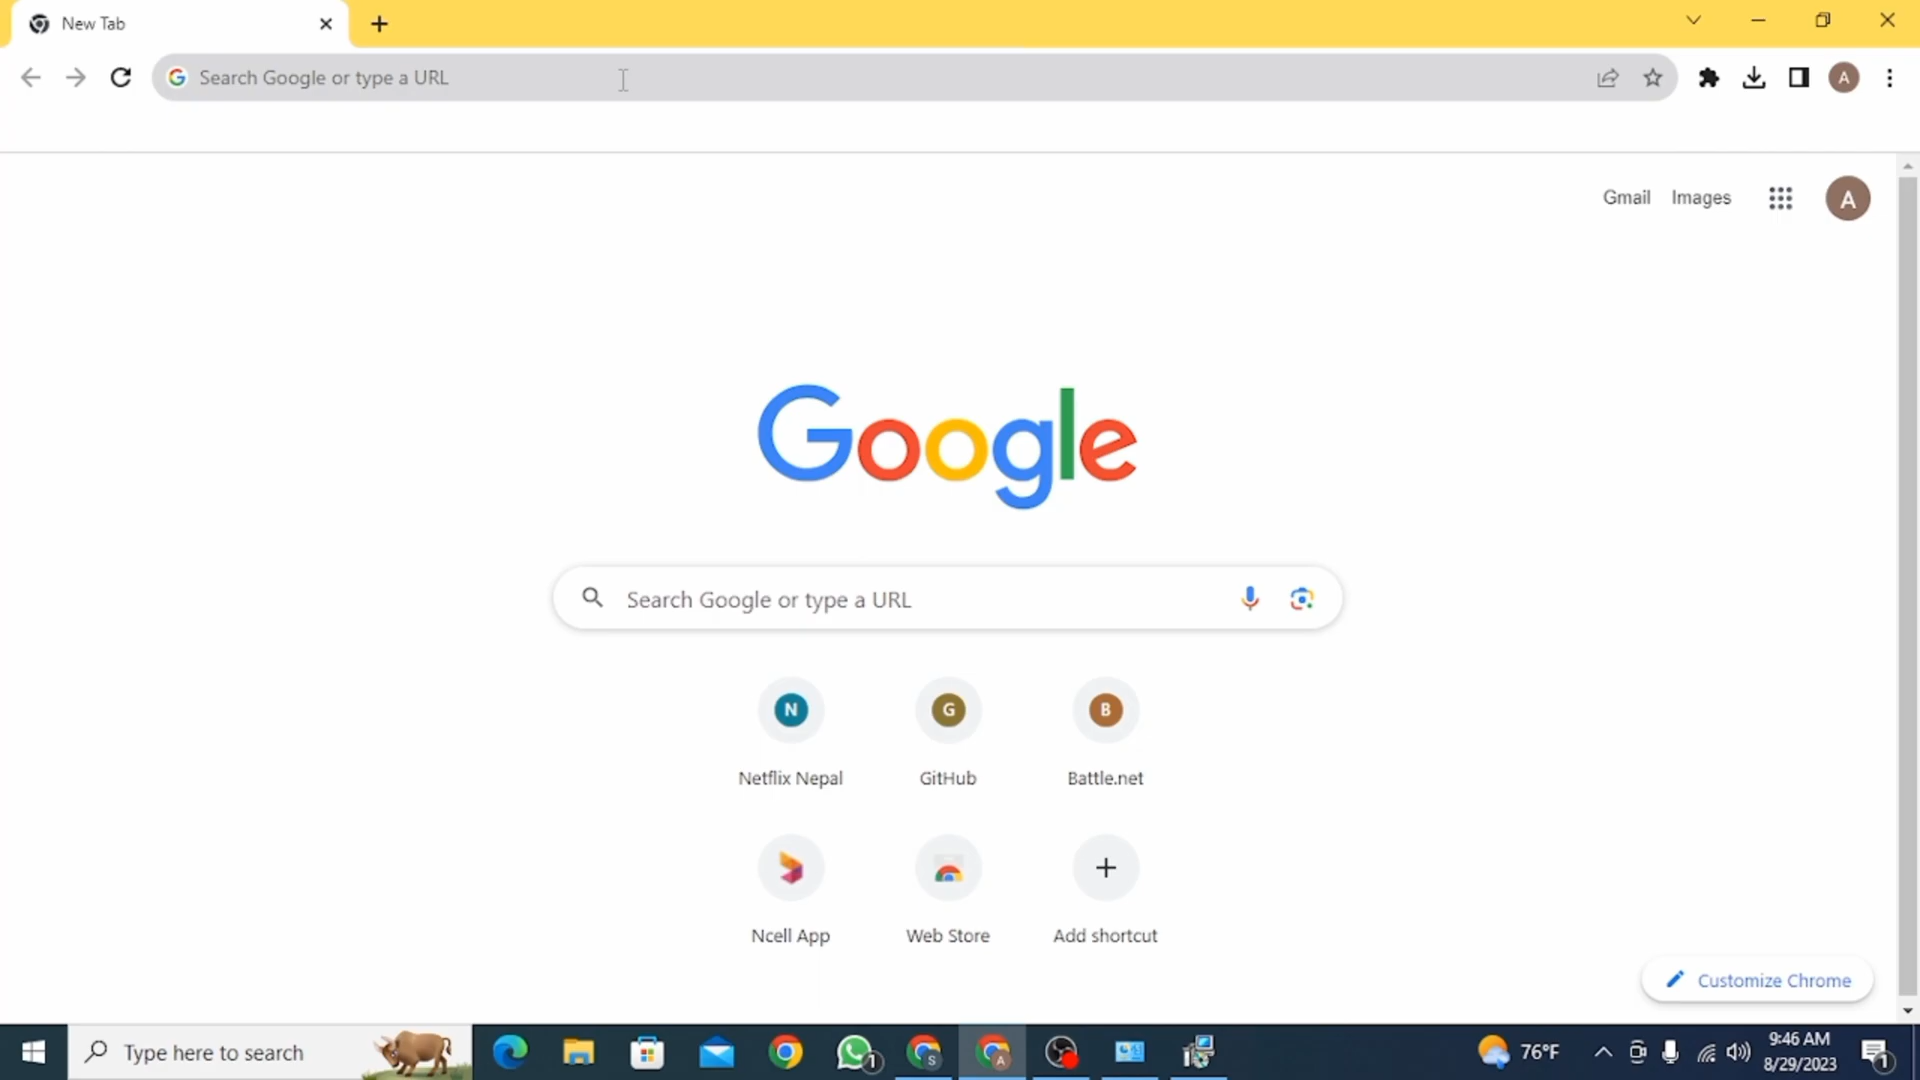 New Tab
Search Google or type a URL
A
Gmail Images
A
Google
Search Google or type a URL
N G B
Netflix Nepal GitHub Battle.net
Ncell App Web Store Add shortcut
Customize Chrome
Type here to search
1
S
A
76°F
9:46 AM
8/29/2023
1